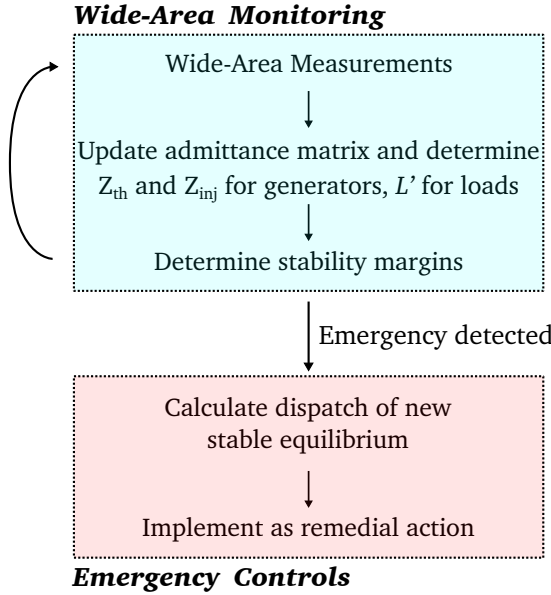 Wide-Area Monitoring
Wide-Area Measurements
Update admittance matrix and determine
Zth and Zinj for generators, L’ for loads
Determine stability margins
Emergency detected
Calculate dispatch of new
stable equilibrium
Implement as remedial action
Emergency Controls